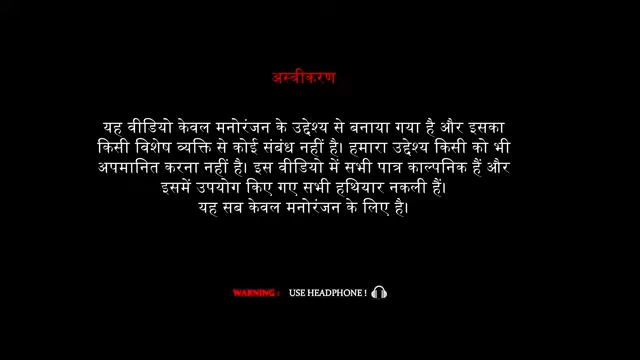 अस्वीकरण
यह वीडियो केवल मनोरंजन के उद्देश्य से बनाया गया है और इसका
किसी विशेष व्यक्ति से कोई संबंध नहीं है। हमारा उद्देश्य किसी को भी
अपमानित करना नहीं है। इस वीडियो में सभी पात्र काल्पनिक हैं और
इसमें उपयोग किए गए सभी हथियार नकली हैं।
यह सब केवल मनोरंजन के लिए है।
WARNING : USE HEADPHONE !